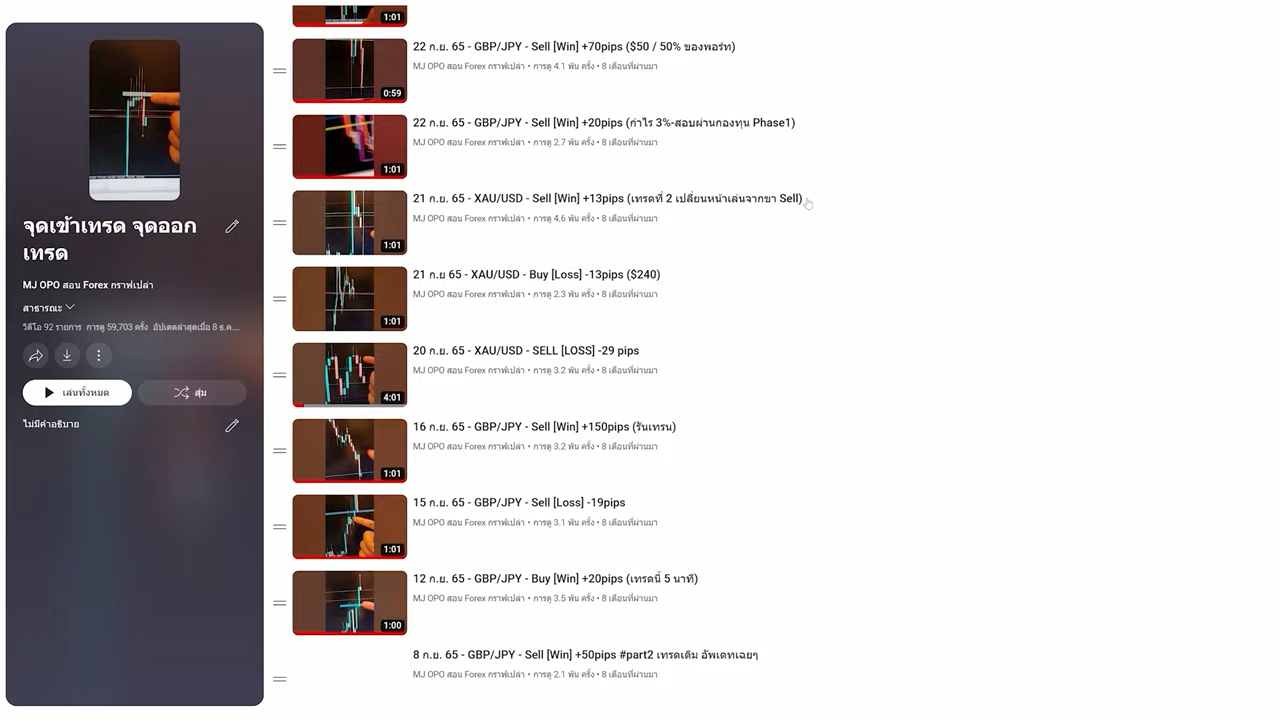 จุดเข้าเทรด จุดออก
เทรด
MJ OPO สอน Forex กราฟเปล่า
สาธารณะ
วิดีโอ 92 รายการ การดู 59,703 ครั้ง อัปเดตล่าสุดเมื่อ 8 ธ.ค....
เล่นทั้งหมด
สุ่ม
ไม่มีคำอธิบาย
1:01
22 ก.ย. 65 - GBP/JPY - Sell [Win] +70pips ($50 / 50% ของพอร์ท)
MJ OPO สอน Forex กราฟเปล่า • การดู 4.1 พัน ครั้ง • 8 เดือนที่ผ่านมา
0:59
22 ก.ย. 65 - GBP/JPY - Sell [Win] +20pips (กำไร 3%-สอบผ่านกองทุน Phase1)
MJ OPO สอน Forex กราฟเปล่า • การดู 2.7 พัน ครั้ง • 8 เดือนที่ผ่านมา
1:01
21 ก.ย. 65 - XAU/USD - Sell [Win] +13pips (เทรดที่ 2 เปลี่ยนหน้าเล่นจากขา Sell)
MJ OPO สอน Forex กราฟเปล่า • การดู 4.6 พัน ครั้ง • 8 เดือนที่ผ่านมา
1:01
21 ก.ย 65 - XAU/USD - Buy [Loss] -13pips ($240)
MJ OPO สอน Forex กราฟเปล่า • การดู 2.3 พัน ครั้ง • 8 เดือนที่ผ่านมา
1:01
20 ก.ย. 65 - XAU/USD - SELL [LOSS] -29 pips
MJ OPO สอน Forex กราฟเปล่า • การดู 3.2 พัน ครั้ง • 8 เดือนที่ผ่านมา
4:01
16 ก.ย. 65 - GBP/JPY - Sell [Win] +150pips (รันเทรน)
MJ OPO สอน Forex กราฟเปล่า • การดู 3.2 พัน ครั้ง • 8 เดือนที่ผ่านมา
1:01
15 ก.ย. 65 - GBP/JPY - Sell [Loss] -19pips
MJ OPO สอน Forex กราฟเปล่า • การดู 3.1 พัน ครั้ง • 8 เดือนที่ผ่านมา
1:01
12 ก.ย. 65 - GBP/JPY - Buy [Win] +20pips (เทรดนี้ 5 นาที)
MJ OPO สอน Forex กราฟเปล่า • การดู 3.5 พัน ครั้ง • 8 เดือนที่ผ่านมา
1:00
8 ก.ย. 65 - GBP/JPY - Sell [Win] +50pips #part2 เทรดเดิม อัพเดทเฉยๆ
MJ OPO สอน Forex กราฟเปล่า • การดู 2.1 พัน ครั้ง • 8 เดือนที่ผ่านมา